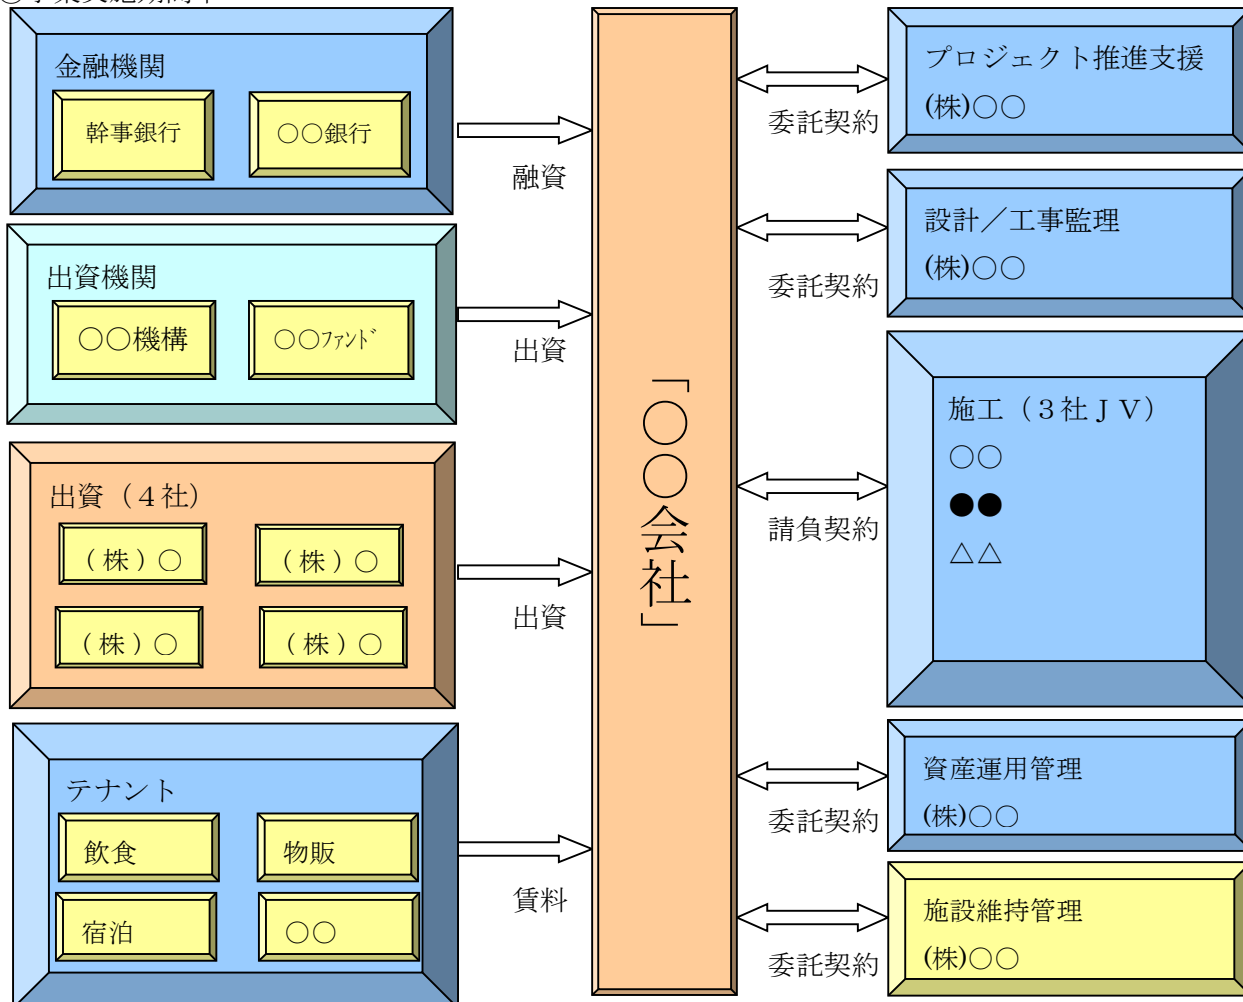 金融機関
幹事銀行
○○銀行
融資
出資機関
○○機構
○○ファンド
出資
出資（４社）
（株）○
（株）○
（株）○
（株）○
出資
テナント
飲食
物販
宿泊
○○
賃料
「○○会社」
プロジェクト推進支援
(株)○○
委託契約
設計／工事監理
(株)○○
委託契約
施工（３社ＪＶ）
○○
●●
△△
請負契約
資産運用管理
(株)○○
委託契約
施設維持管理
(株)○○
委託契約